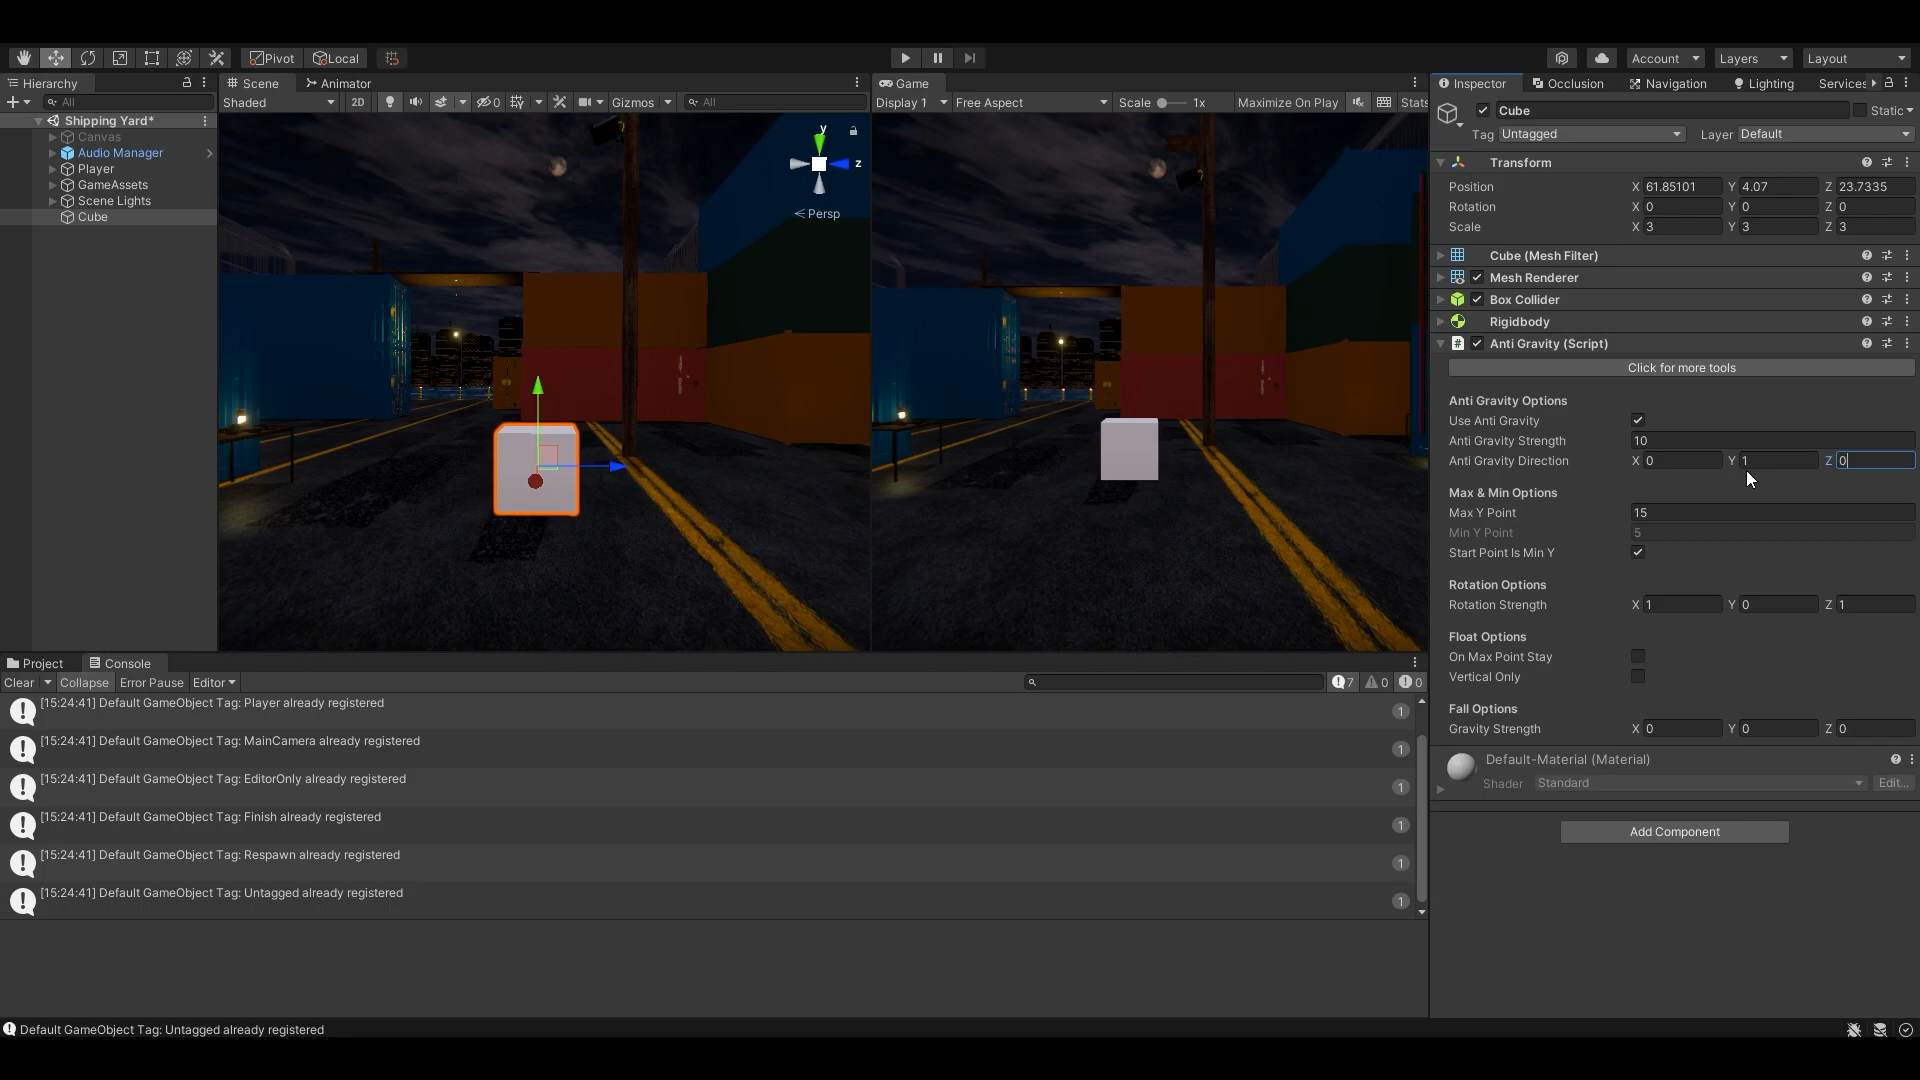 Pivot Local Account Layers Layout
Hierarchy Scene Animator Game Inspector Occlusion Navigation Lighting Services
All Shaded 2D 0 Gizmos All Display 1 Free Aspect Scale 1x Maximize On Play Stats
Cube Static
Tag Untagged Layer Default
Shipping Yard*
Canvas
Audio Manager
Player
GameAssets
Scene Lights
Cube
y
z
< Persp
Transform
Position X 61.85101 Y 4.07 Z 23.7335
Rotation X 0 Y 0 Z 0
Scale X 3 Y 3 Z 3
Cube (Mesh Filter)
Mesh Renderer
Box Collider
Rigidbody
# Anti Gravity (Script)
Click for more tools
Anti Gravity Options
Use Anti Gravity
Anti Gravity Strength 10
Anti Gravity Direction X 0 Y 1 Z 0
Max & Min Options
Max Y Point 15
Min Y Point 5
Start Point Is Min Y
Rotation Options
Rotation Strength X 1 Y 0 Z 1
Float Options
On Max Point Stay
Vertical Only
Fall Options
Gravity Strength X 0 Y 0 Z 0
Default-Material (Material)
Shader Standard Edit...
Add Component
Project Console
Clear Collapse Error Pause Editor 7 0 0
[15:24:41] Default GameObject Tag: Player already registered 1
[15:24:41] Default GameObject Tag: MainCamera already registered 1
[15:24:41] Default GameObject Tag: EditorOnly already registered 1
[15:24:41] Default GameObject Tag: Finish already registered 1
[15:24:41] Default GameObject Tag: Respawn already registered 1
[15:24:41] Default GameObject Tag: Untagged already registered 1
Default GameObject Tag: Untagged already registered